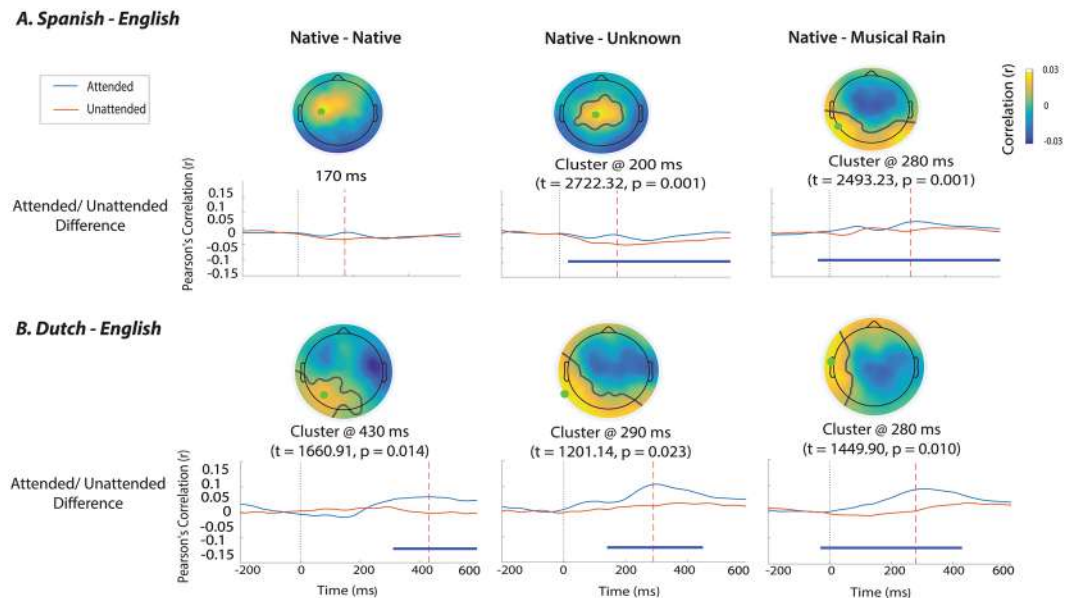 A. Spanish - English
Native - Native
Native - Unknown
Native - Musical Rain
Attended
Unattended
Correlation (r)
0.03
0
-0.03
170 ms
Cluster @ 200 ms
(t = 2722.32, p = 0.001)
Cluster @ 280 ms
(t = 2493.23, p = 0.001)
Attended/ Unattended
Difference
Pearson's Correlation (r)
0.15
0.05
0
-0.05
-0.1
-0.15
B. Dutch - English
Cluster @ 430 ms
(t = 1660.91, p = 0.014)
Cluster @ 290 ms
(t = 1201.14, p = 0.023)
Cluster @ 280 ms
(t = 1449.90, p = 0.010)
Attended/ Unattended
Difference
Pearson's Correlation (r)
0.15
0.1
0.05
0
-0.05
-0.1
-0.15
-200 0 200 400 600
-200 0 200 400 600
-200 0 200 400 600
Time (ms)
Time (ms)
Time (ms)